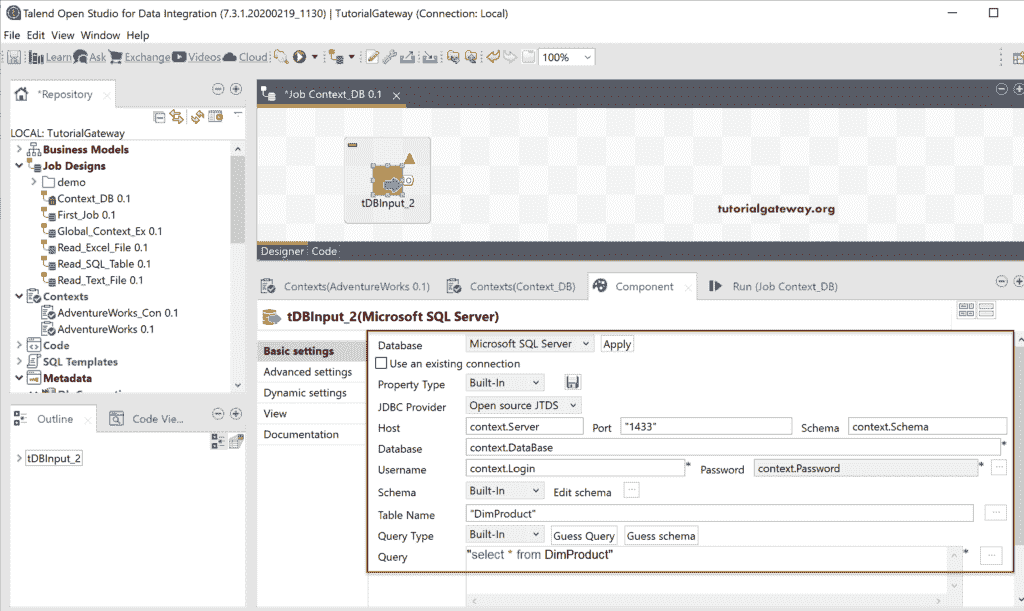 Talend Open Studio for Data Integration (7.3.1.20200219_1130) | TutorialGateway (Connection: Local)
File Edit View Window Help
Learn Ask Exchange Videos Cloud 100%
*Repository
LOCAL: TutorialGateway
Business Models
Job Designs
demo
Context_DB 0.1
First_Job 0.1
Global_Context_Ex 0.1
Read_Excel_File 0.1
Read_SQL_Table 0.1
Read_Text_File 0.1
Contexts
AdventureWorks_Con 0.1
AdventureWorks 0.1
Code
SQL Templates
Metadata
Outline Code Vie...
tDBInput_2
*Job Context_DB 0.1
tDBInput_2
tutorialgateway.org
Designer Code
Contexts(AdventureWorks 0.1) Contexts(Context_DB) Component Run (Job Context_DB)
tDBInput_2(Microsoft SQL Server)
Basic settings
Advanced settings
Dynamic settings
View
Documentation
Database Microsoft SQL Server Apply
Use an existing connection
Property Type Built-In
JDBC Provider Open source JTDS
Host context.Server Port "1433" Schema context.Schema
Database context.DataBase *
Username context.Login * Password context.Password * ...
Schema Built-In Edit schema ...
Table Name "DimProduct" ...
Query Type Built-In Guess Query Guess schema
Query "select * from DimProduct" * ...